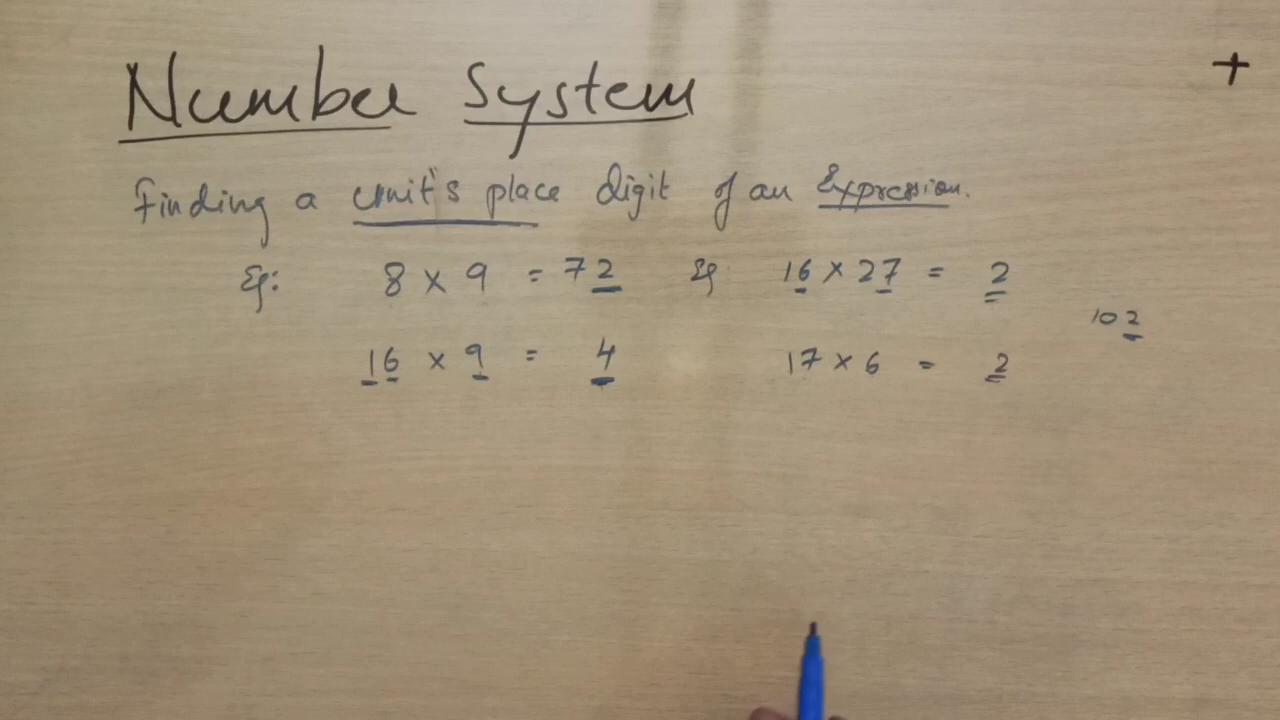 Number System
+
Finding a unit's place digit of an Expression.
Eg: 8 × 9 = 72 Eg 16 × 27 = 2
102
16 × 9 = 4 17 × 6 = 2